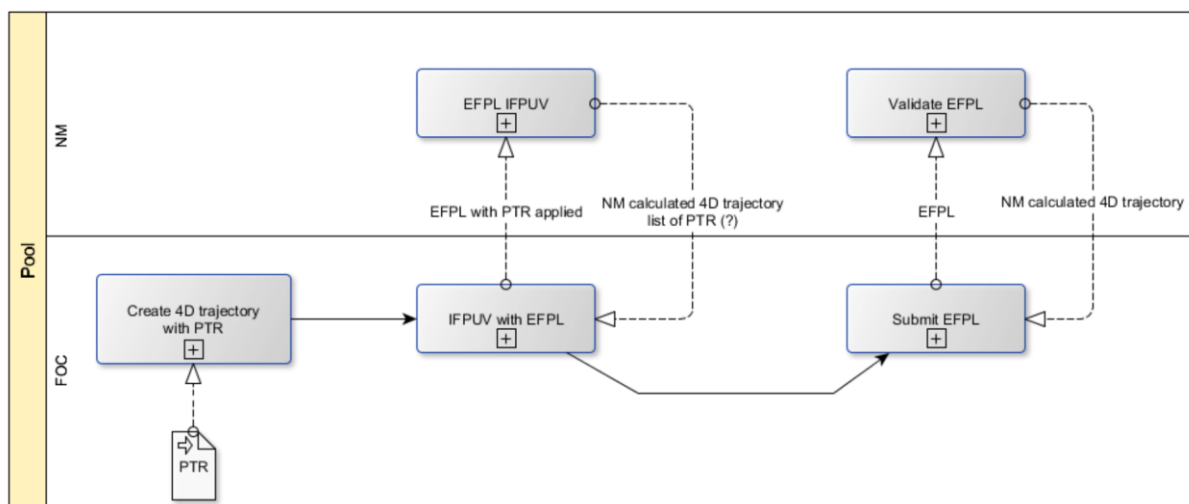 Pool
NM
EFPL IFPUV
Validate EFPL
EFPL with PTR applied
NM calculated 4D trajectory
list of PTR (?)
EFPL
NM calculated 4D trajectory
FOC
Create 4D trajectory
with PTR
IFPUV with EFPL
Submit EFPL
PTR